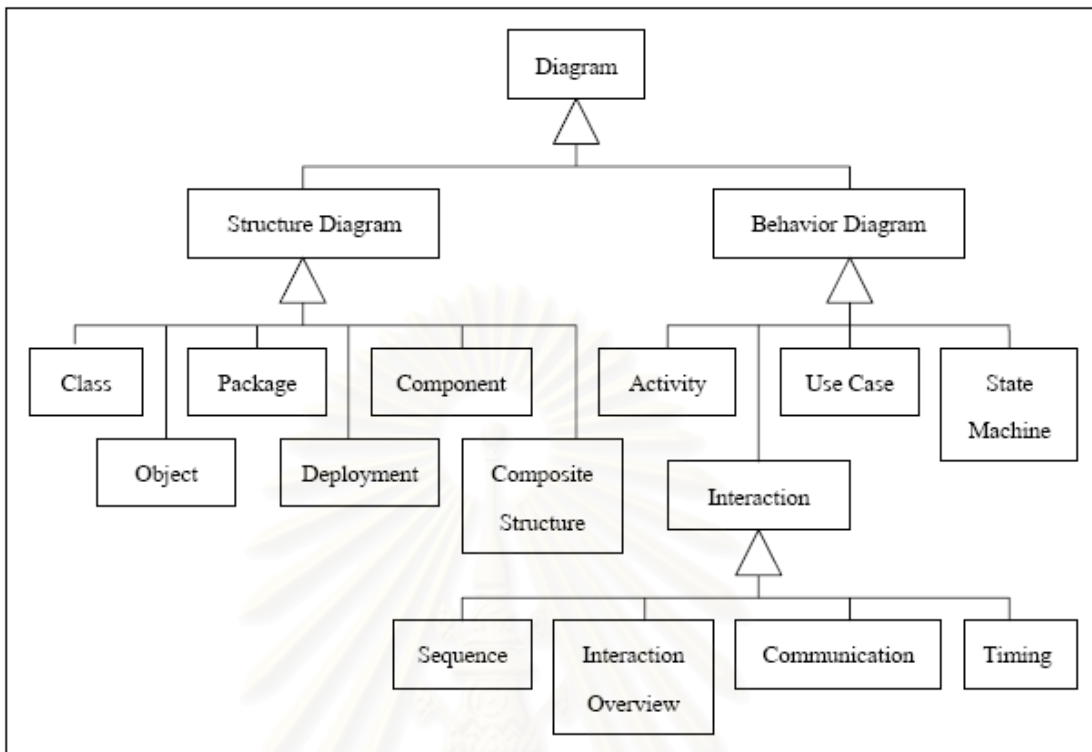 Diagram
Structure Diagram
Behavior Diagram
Class
Package
Component
Activity
Use Case
State
Machine
Object
Deployment
Composite
Structure
Interaction
Sequence
Interaction
Overview
Communication
Timing